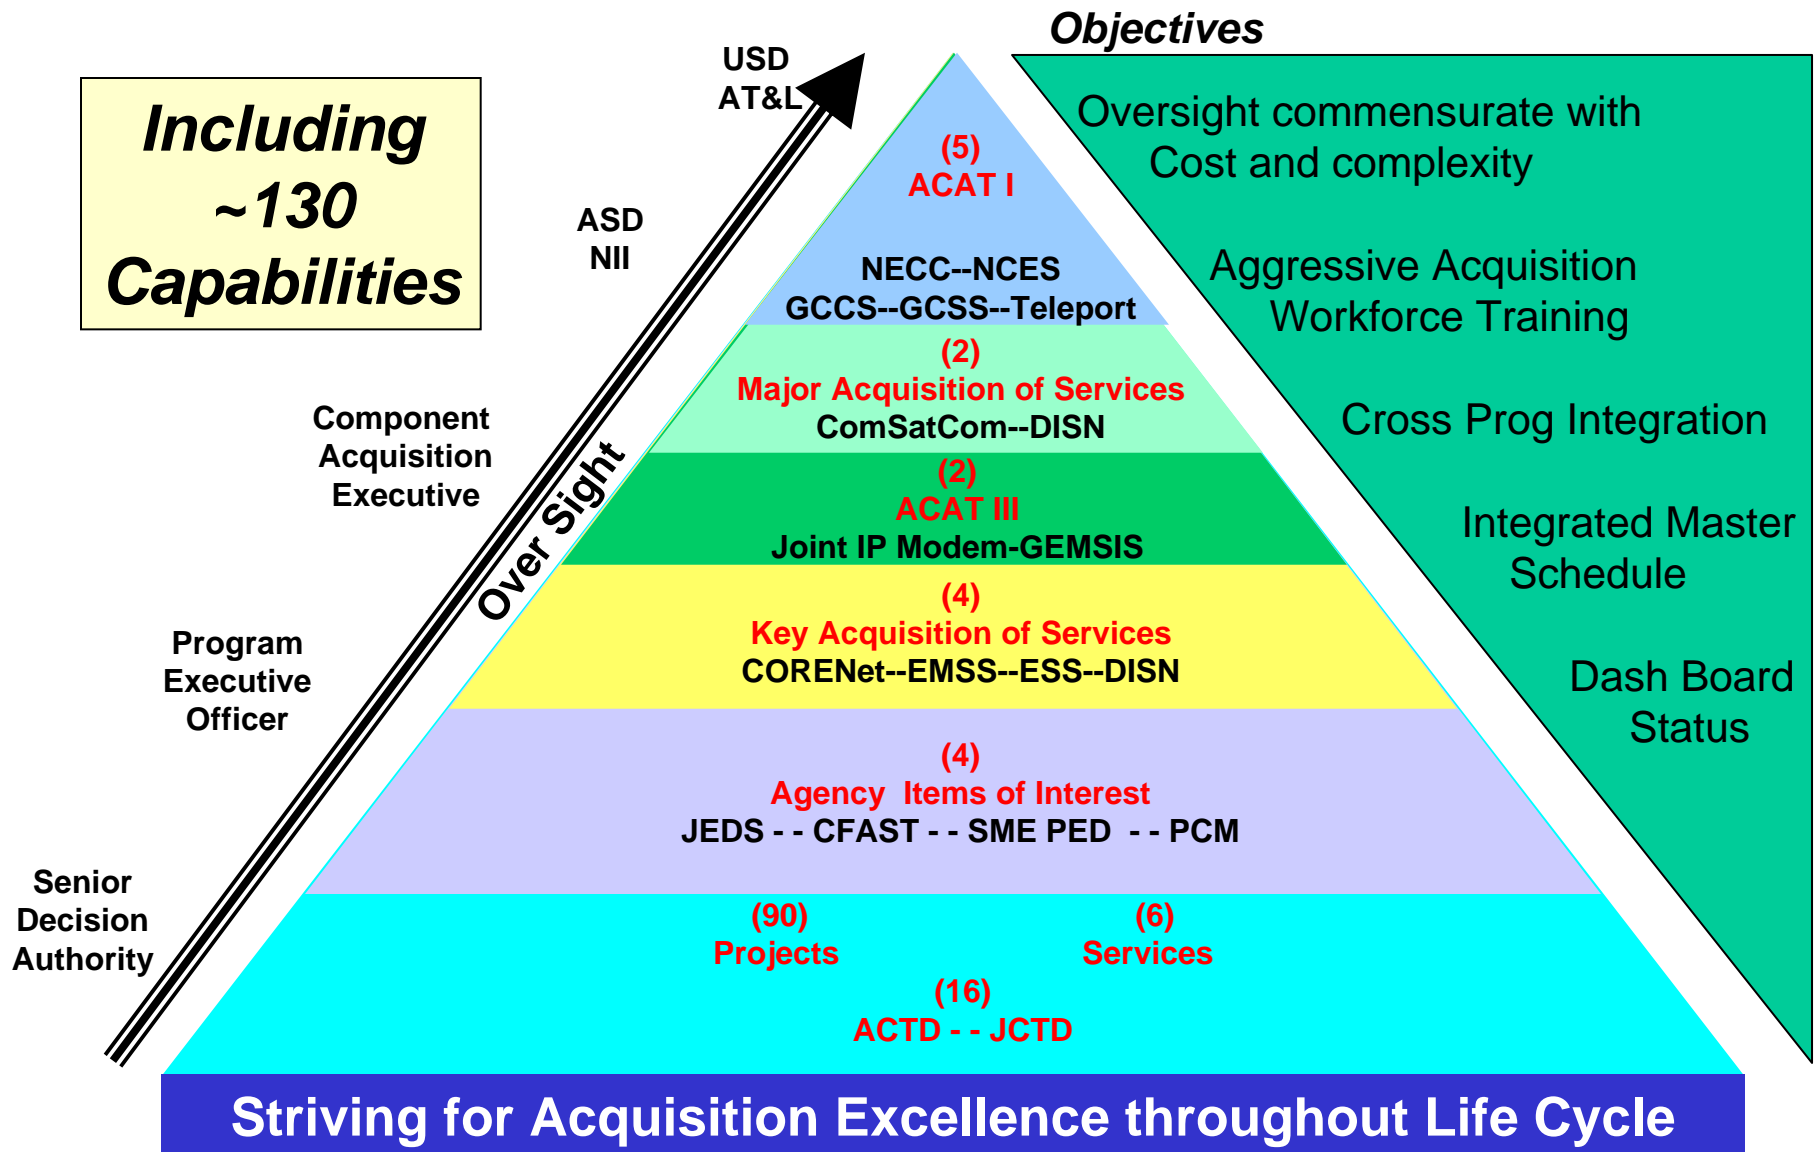 Including
~130
Capabilities
USD
AT&L
ASD
NII
Component
Acquisition
Executive
Program
Executive
Officer
Senior
Decision
Authority
Over Sight
(5)
ACAT I
NECC--NCES
GCCS--GCSS--Teleport
(2)
Major Acquisition of Services
ComSatCom--DISN
(2)
ACAT III
Joint IP Modem-GEMSIS
(4)
Key Acquisition of Services
CORENet--EMSS--ESS--DISN
(4)
Agency Items of Interest
JEDS - - CFAST - - SME PED - - PCM
(90)
Projects
(6)
Services
(16)
ACTD - - JCTD
Objectives
Oversight commensurate with
Cost and complexity
Aggressive Acquisition
Workforce Training
Cross Prog Integration
Integrated Master
Schedule
Dash Board
Status
Striving for Acquisition Excellence throughout Life Cycle